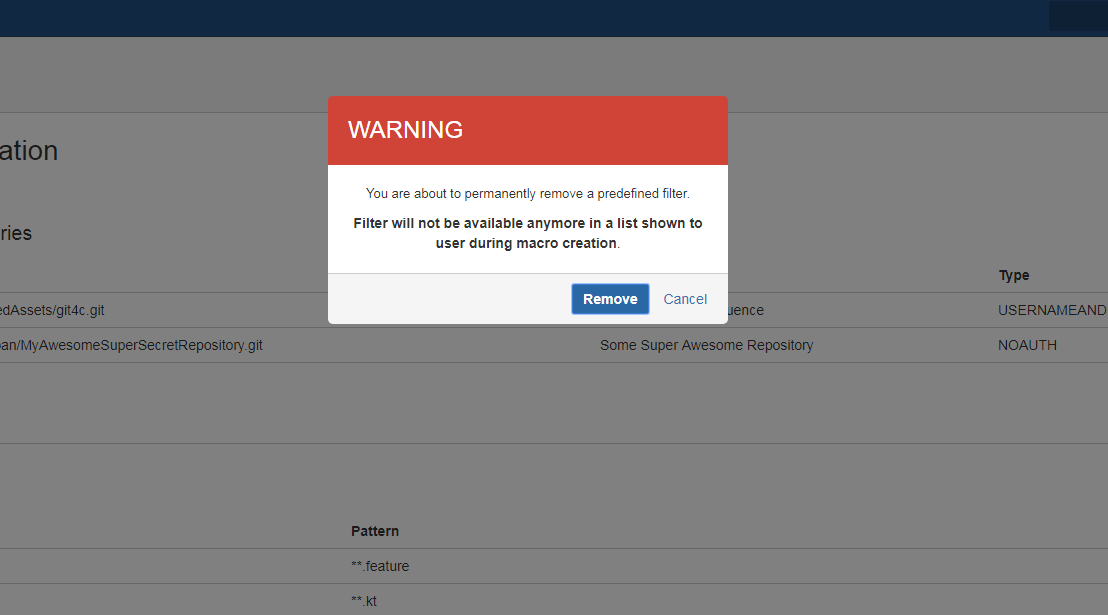 WARNING
ation
You are about to permanently remove a predefined filter.
Filter will not be available anymore in a list shown to
user during macro creation.
ries
Type
Remove Cancel
edAssets/git4c.git uence USERNAMEAND
an/MyAwesomeSuperSecretRepository.git Some Super Awesome Repository NOAUTH
Pattern
**.feature
**.kt